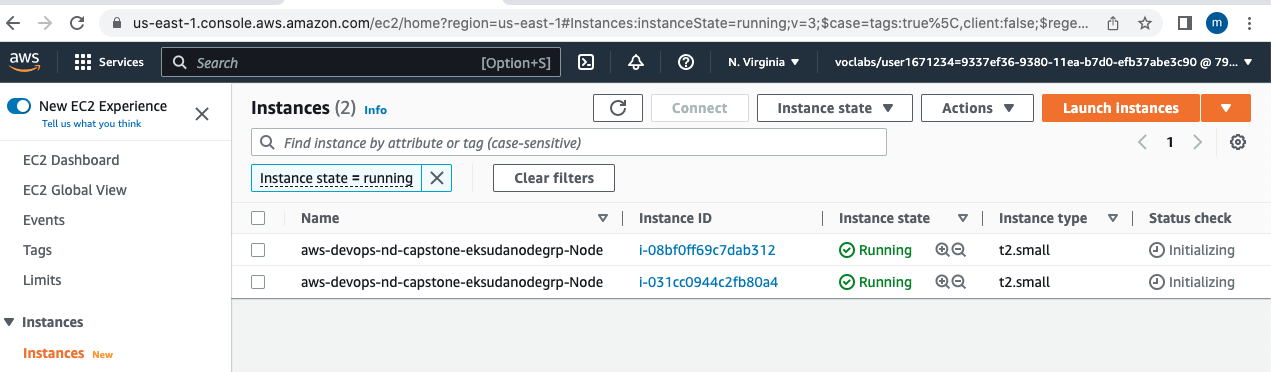 us-east-1.console.aws.amazon.com/ec2/home?region=us-east-1#Instances:instanceState=running;v=3;$case=tags:true%5C,client:false;$rege... m
aws Services Search [Option+S] N. Virginia voclabs/user1671234=9337ef36-9380-11ea-b7d0-efb37abe3c90 @ 79...
New EC2 Experience
Tell us what you think
EC2 Dashboard
EC2 Global View
Events
Tags
Limits
Instances
Instances New
Instances (2) Info Connect Instance state Actions Launch instances
Find instance by attribute or tag (case-sensitive) 1
Instance state = running Clear filters
Name Instance ID Instance state Instance type Status check
aws-devops-nd-capstone-eksudanodegrp-Node i-08bf0ff69c7dab312 Running t2.small Initializing
aws-devops-nd-capstone-eksudanodegrp-Node i-031cc0944c2fb80a4 Running t2.small Initializing